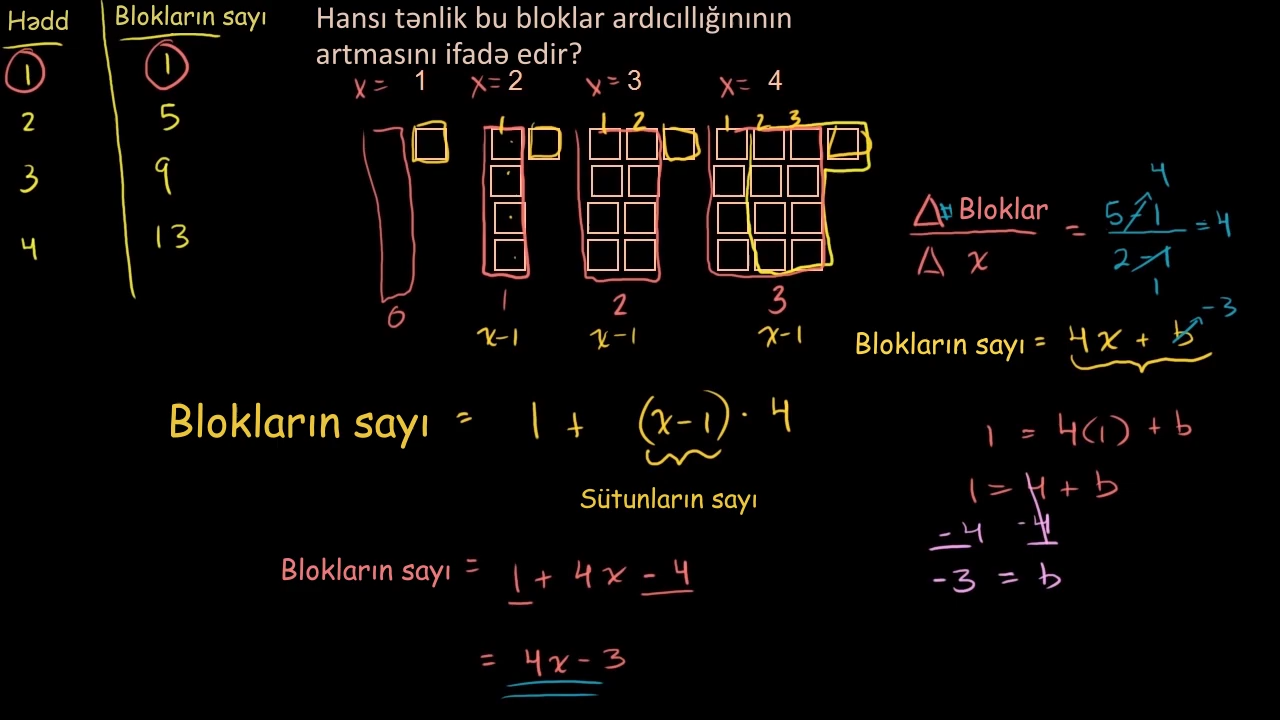 Hədd Blokların sayı
1 1
2 5
3 9
4 13
Hansı tənlik bu bloklar ardıcıllığınının
artmasını ifadə edir?
x = 1 x = 2 x = 3 x = 4
1 1 2 1 2 3
0 1 2 3
x-1 x-1 x-1
Blokların sayı = 1 + (x-1) · 4
Sütunların sayı
Blokların sayı = 1 + 4x - 4
= 4x - 3
Δ # Bloklar = 5 - 1 4 = 4
Δ x 2 - 1 1
Blokların sayı = 4x + b -3
1 = 4(1) + b
1 = 4 + b
-4 -4
-3 = b